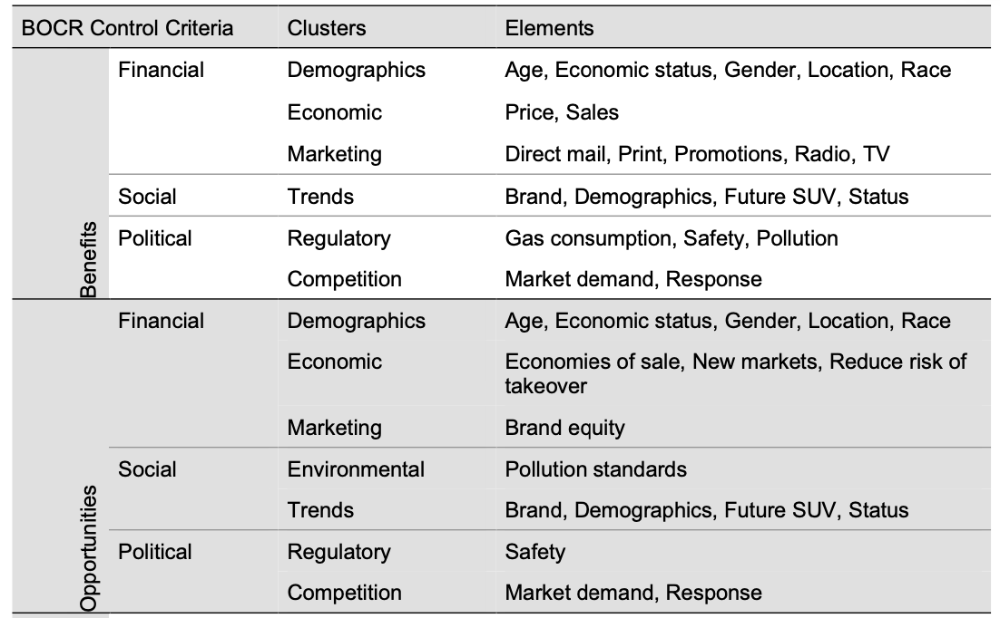 BOCR Control Criteria Clusters Elements
Benefits
Financial Demographics Age, Economic status, Gender, Location, Race
Economic Price, Sales
Marketing Direct mail, Print, Promotions, Radio, TV
Social Trends Brand, Demographics, Future SUV, Status
Political Regulatory Gas consumption, Safety, Pollution
Competition Market demand, Response
Opportunities
Financial Demographics Age, Economic status, Gender, Location, Race
Economic Economies of sale, New markets, Reduce risk of
takeover
Marketing Brand equity
Social Environmental Pollution standards
Trends Brand, Demographics, Future SUV, Status
Political Regulatory Safety
Competition Market demand, Response